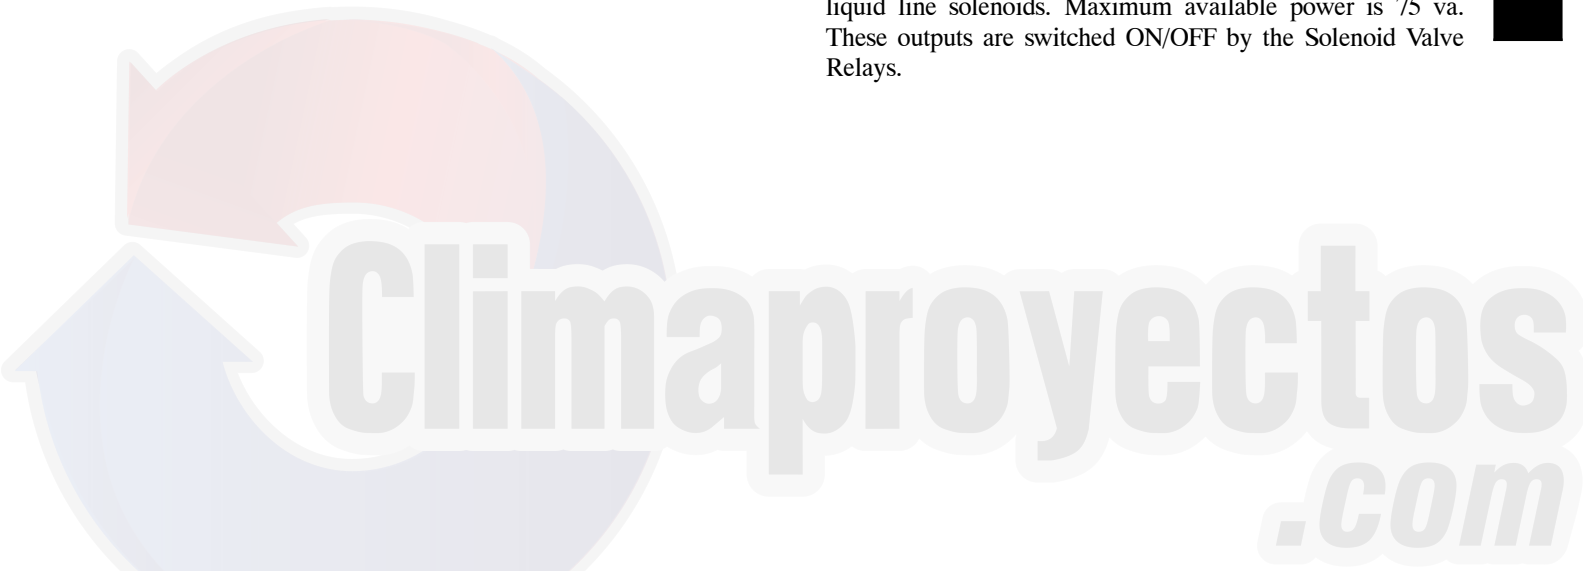 liquid line solenoids. Maximum available power is 75 va.
These outputs are switched ON/OFF by the Solenoid Valve
Relays.
Climaproyectos
.com